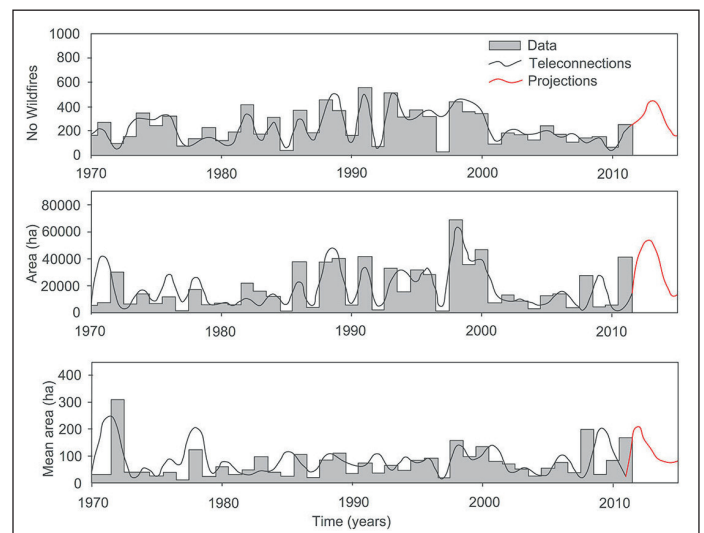 No Wildfires
1000
800
600
400
200
0
Data
Teleconnections
Projections
1970 1980 1990 2000 2010
Area (ha)
80000
60000
40000
20000
0
1970 1980 1990 2000 2010
Mean area (ha)
400
300
200
100
0
1970 1980 1990 2000 2010
Time (years)